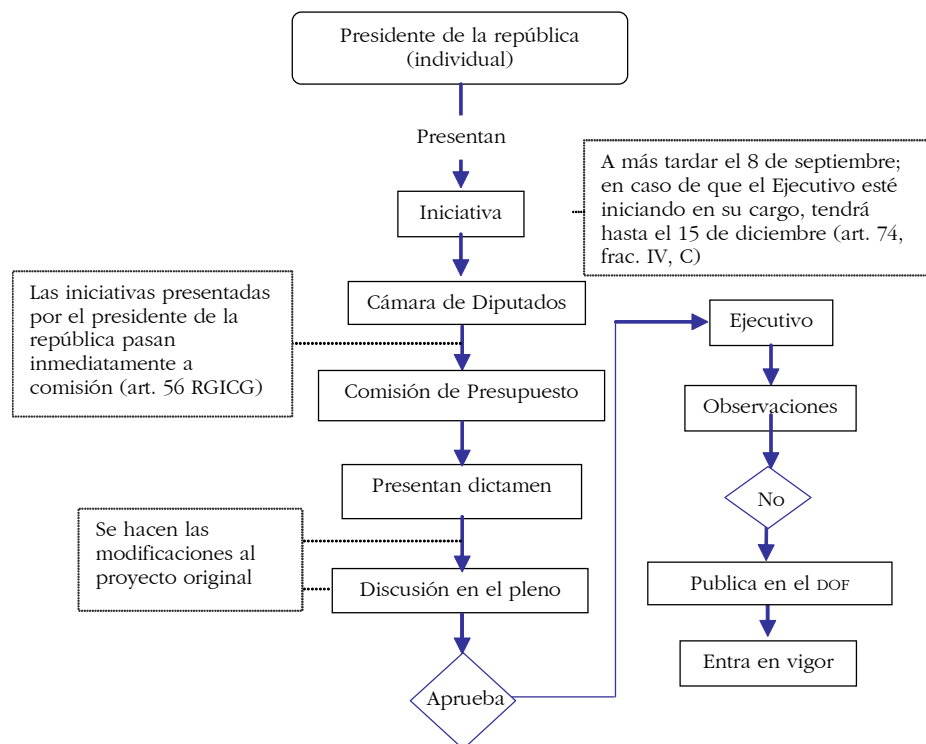 Presidente de la república
(individual)
Presentan
A más tardar el 8 de septiembre;
en caso de que el Ejecutivo esté
iniciando en su cargo, tendrá
hasta el 15 de diciembre (art. 74,
frac. IV, C)
Iniciativa
Las iniciativas presentadas
por el presidente de la
república pasan
inmediatamente a
comisión (art. 56 RGICG)
Cámara de Diputados
Comisión de Presupuesto
Presentan dictamen
Se hacen las
modificaciones al
proyecto original
Discusión en el pleno
Aprueba
Ejecutivo
Observaciones
No
Publica en el DOF
Entra en vigor